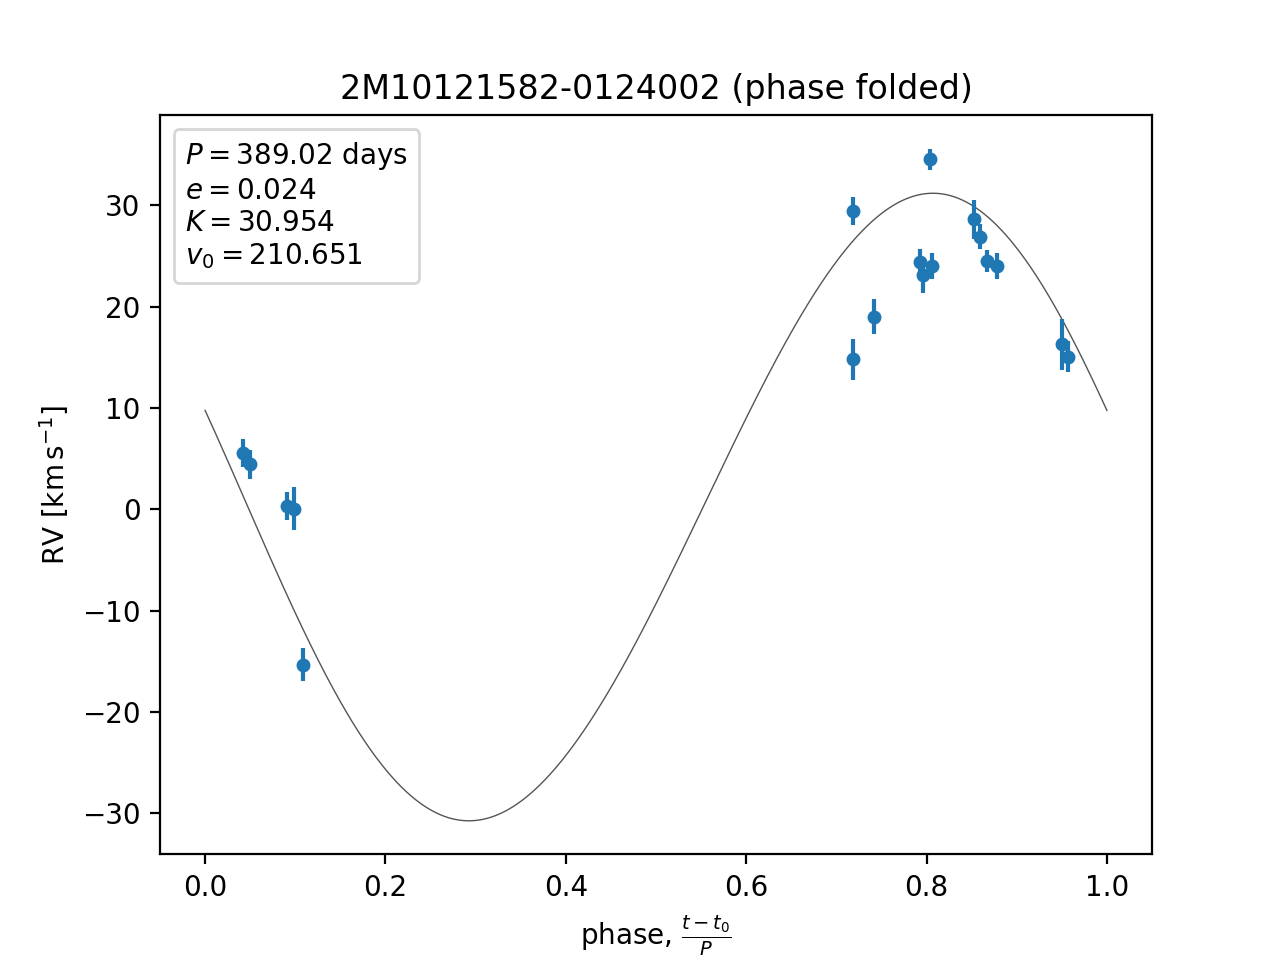 2M10121582-0124002 (phase folded)
P = 389.02 days
e = 0.024
K = 30.954
v₀ = 210.651
RV [km s⁻¹]
30
20
10
0
−10
−20
−30
0.0 0.2 0.4 0.6 0.8 1.0
phase, (t − t₀)/P